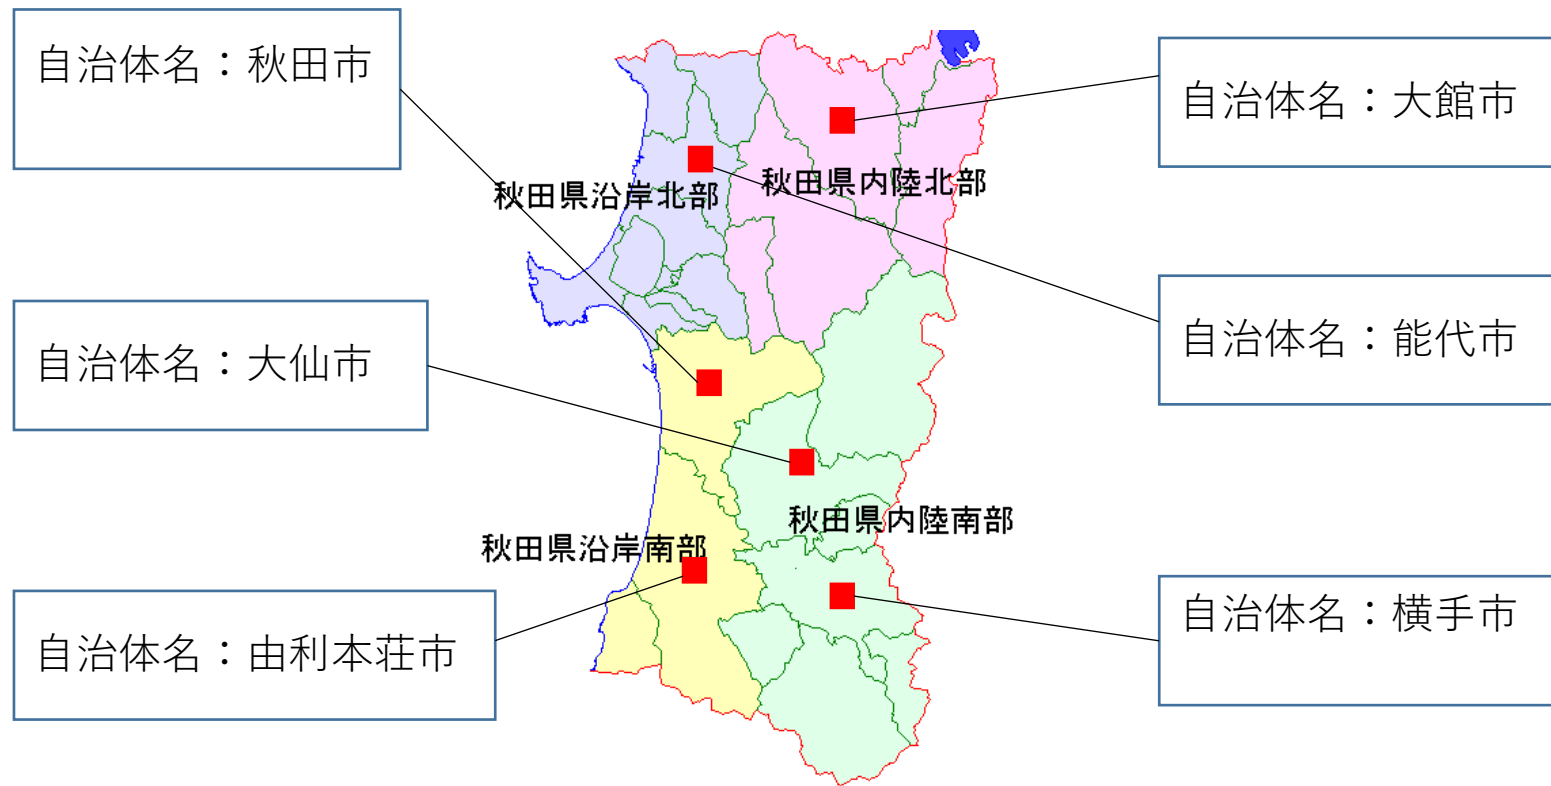 自治体名：秋田市
自治体名：大館市
秋田県沿岸北部
秋田県内陸北部
自治体名：大仙市
自治体名：能代市
秋田県沿岸南部
秋田県内陸南部
自治体名：由利本荘市
自治体名：横手市